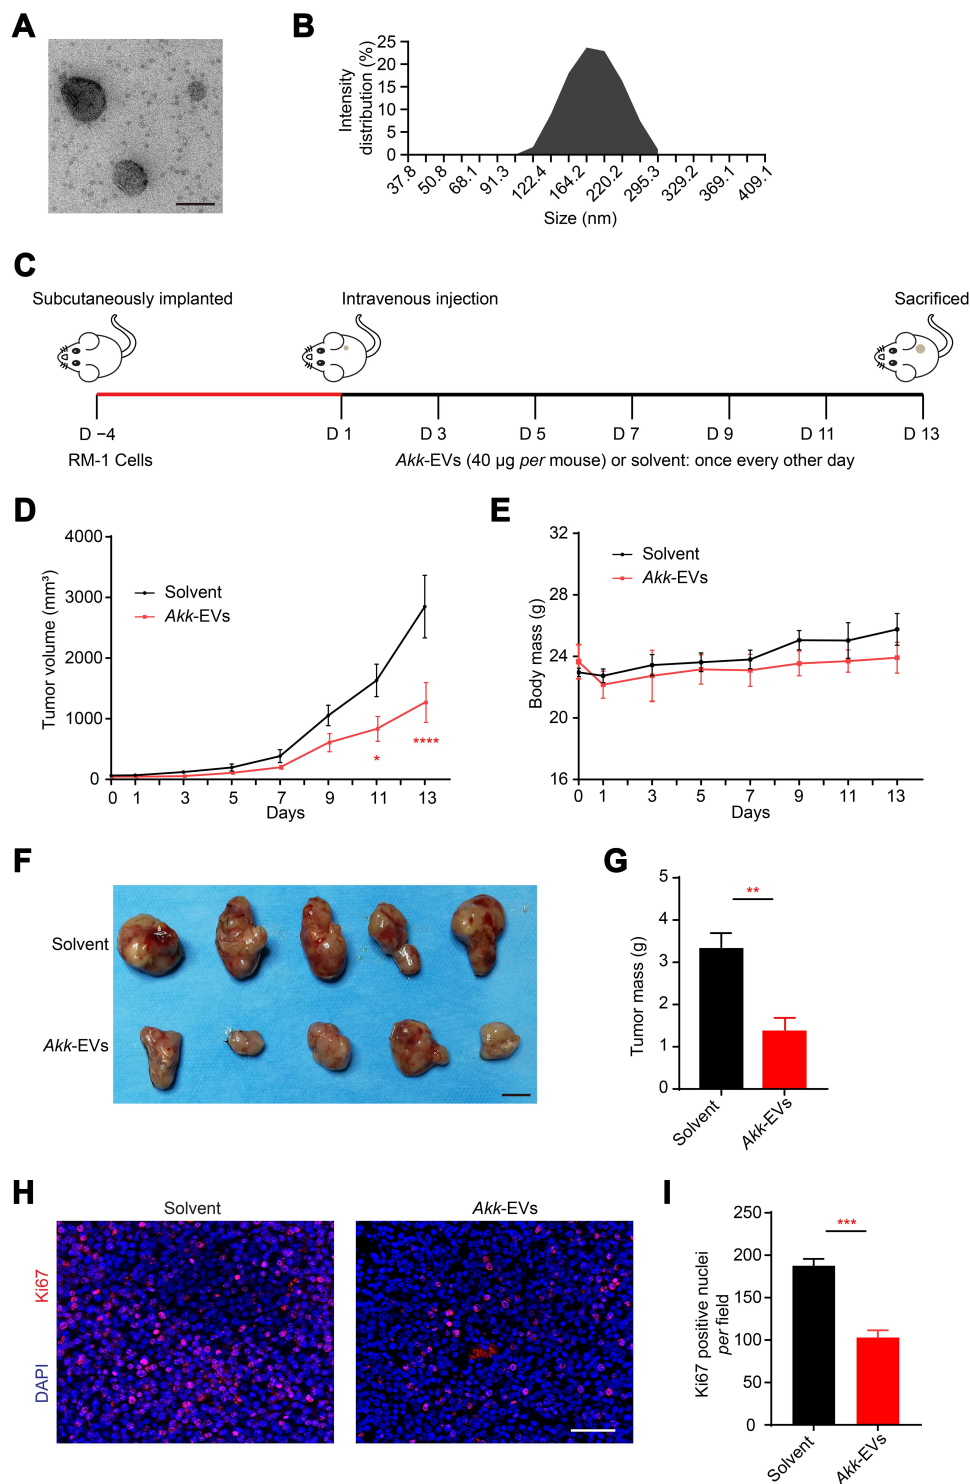 A
B
25
20
15
10
5
0
Intensity
distribution (%)
37.8
50.8
68.1
91.3
122.4
164.2
220.2
295.3
329.2
369.1
409.1
Size (nm)
C
Subcutaneously implanted
Intravenous injection
Sacrificed
D −4
D 1
D 3
D 5
D 7
D 9
D 11
D 13
RM-1 Cells
Akk-EVs (40 μg per mouse) or solvent: once every other day
D
4000
3000
2000
1000
0
Tumor volume (mm³)
Solvent
Akk-EVs
*
****
0 1 3 5 7 9 11 13
Days
E
32
28
24
20
16
Body mass (g)
Solvent
Akk-EVs
0 1 3 5 7 9 11 13
Days
F
Solvent
Akk-EVs
G
5
4
3
2
1
0
Tumor mass (g)
**
Solvent
Akk-EVs
H
Solvent
Akk-EVs
Ki67
DAPI
I
250
200
150
100
50
0
Ki67 positive nuclei
per field
***
Solvent
Akk-EVs